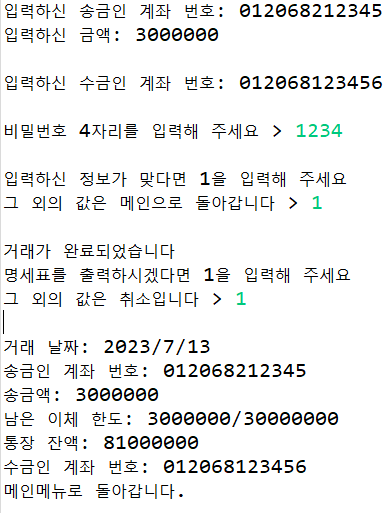 입력하신 송금인 계좌 번호: 012068212345
입력하신 금액: 3000000
입력하신 수금인 계좌 번호: 012068123456
비밀번호 4자리를 입력해 주세요 > 1234
입력하신 정보가 맞다면 1을 입력해 주세요
그 외의 값은 메인으로 돌아갑니다 > 1
거래가 완료되었습니다
명세표를 출력하시겠다면 1을 입력해 주세요
그 외의 값은 취소입니다 > 1
거래 날짜: 2023/7/13
송금인 계좌 번호: 012068212345
송금액: 3000000
남은 이체 한도: 3000000/30000000
통장 잔액: 81000000
수금인 계좌 번호: 012068123456
메인메뉴로 돌아갑니다.